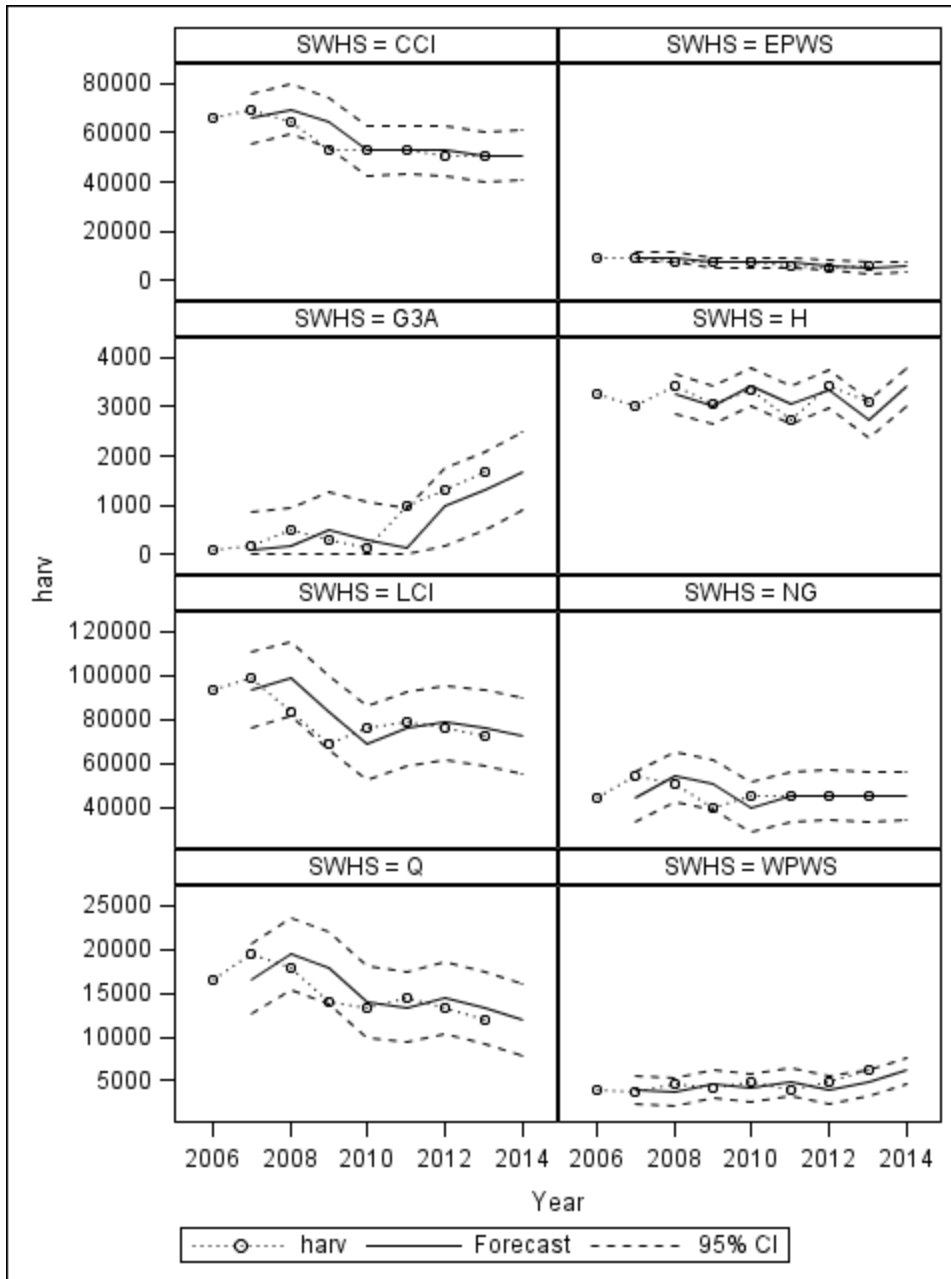 SWHS = CCI SWHS = EPWS
80000
60000
40000
20000
0
SWHS = G3A SWHS = H
4000
3000
2000
1000
0
harv
SWHS = LCI SWHS = NG
120000
100000
80000
60000
40000
SWHS = Q SWHS = WPWS
25000
20000
15000
10000
5000
2006 2008 2010 2012 2014 2006 2008 2010 2012 2014
Year
harv Forecast 95% CI